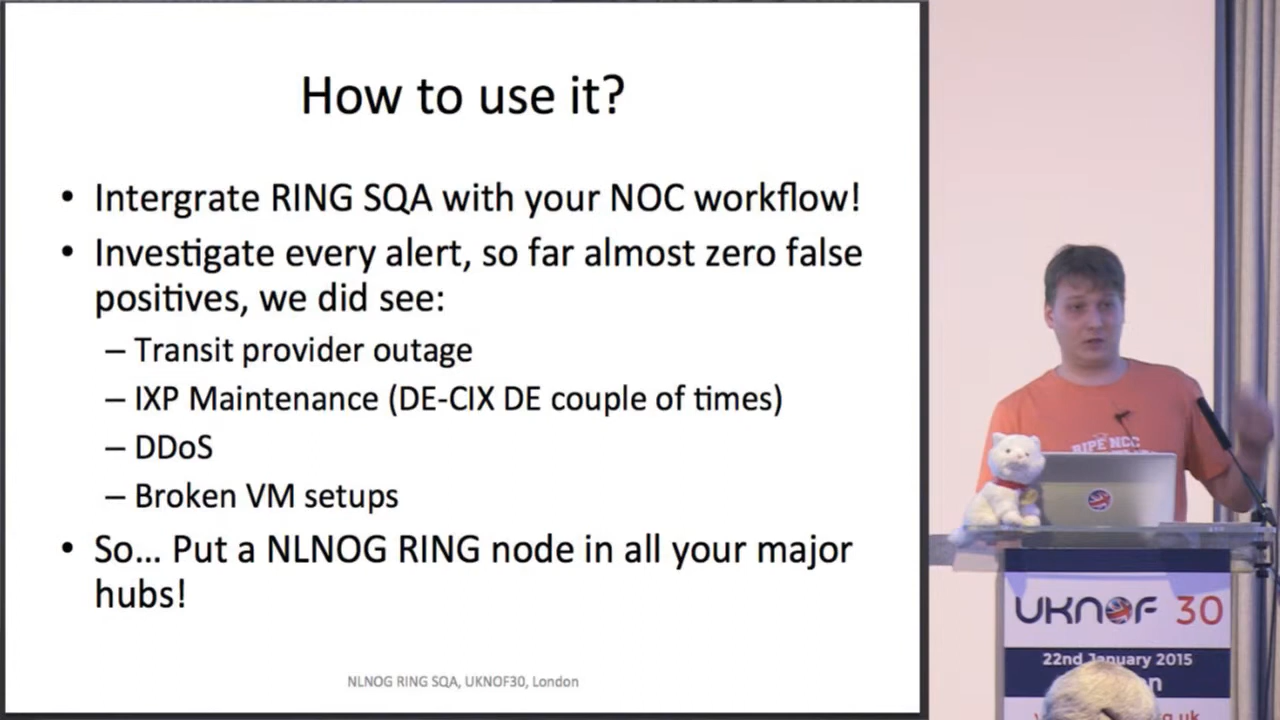 How to use it?
• Intergrate RING SQA with your NOC workflow!
• Investigate every alert, so far almost zero false
positives, we did see:
– Transit provider outage
– IXP Maintenance (DE-CIX DE couple of times)
– DDoS
– Broken VM setups
• So... Put a NLNOG RING node in all your major
hubs!
NLNOG RING SQA, UKNOF30, London
RIPE NCC
UKNOF 30
22nd January 2015